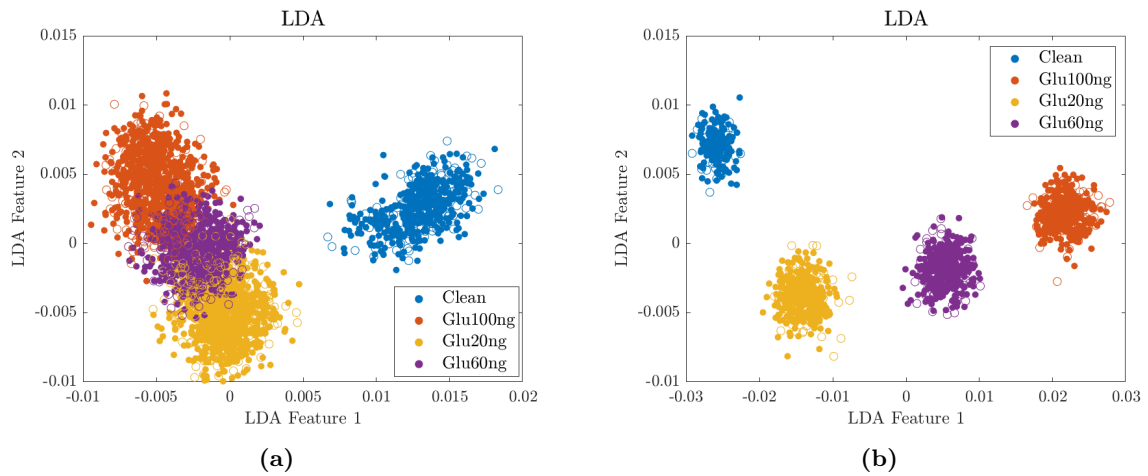 LDA
0.015
0.01
0.005
0
-0.005
-0.01
LDA Feature 2
-0.01
-0.005
0
0.005
0.01
0.015
0.02
LDA Feature 1
Clean
Glu100ng
Glu20ng
Glu60ng
(a)
LDA
0.015
0.01
0.005
0
-0.005
-0.01
LDA Feature 2
-0.03
-0.02
-0.01
0
0.01
0.02
0.03
LDA Feature 1
Clean
Glu100ng
Glu20ng
Glu60ng
(b)